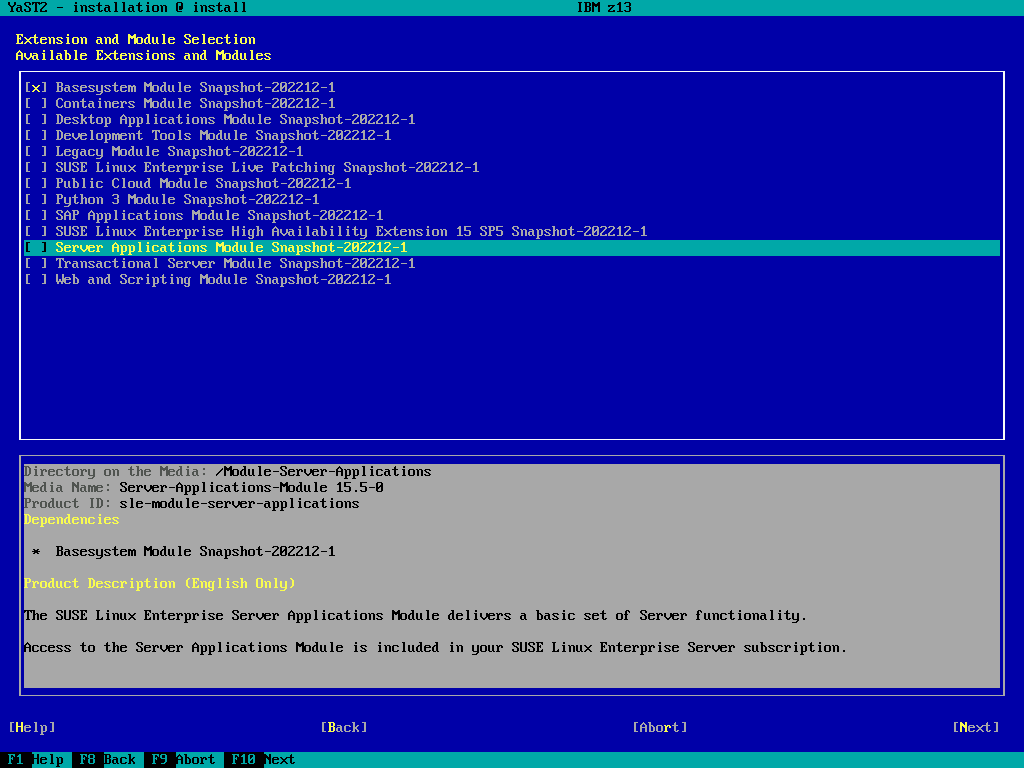 YaST2 - installation @ install IBM z13
Extension and Module Selection
Available Extensions and Modules
[x] Basesystem Module Snapshot-202212-1
[ ] Containers Module Snapshot-202212-1
[ ] Desktop Applications Module Snapshot-202212-1
[ ] Development Tools Module Snapshot-202212-1
[ ] Legacy Module Snapshot-202212-1
[ ] SUSE Linux Enterprise Live Patching Snapshot-202212-1
[ ] Public Cloud Module Snapshot-202212-1
[ ] Python 3 Module Snapshot-202212-1
[ ] SAP Applications Module Snapshot-202212-1
[ ] SUSE Linux Enterprise High Availability Extension 15 SP5 Snapshot-202212-1
[ ] Server Applications Module Snapshot-202212-1
[ ] Transactional Server Module Snapshot-202212-1
[ ] Web and Scripting Module Snapshot-202212-1
Directory on the Media: /Module-Server-Applications
Media Name: Server-Applications-Module 15.5-0
Product ID: sle-module-server-applications
Dependencies
* Basesystem Module Snapshot-202212-1
Product Description (English Only)
The SUSE Linux Enterprise Server Applications Module delivers a basic set of Server functionality.
Access to the Server Applications Module is included in your SUSE Linux Enterprise Server subscription.
[Help] [Back] [Abort] [Next]
F1 Help F8 Back F9 Abort F10 Next